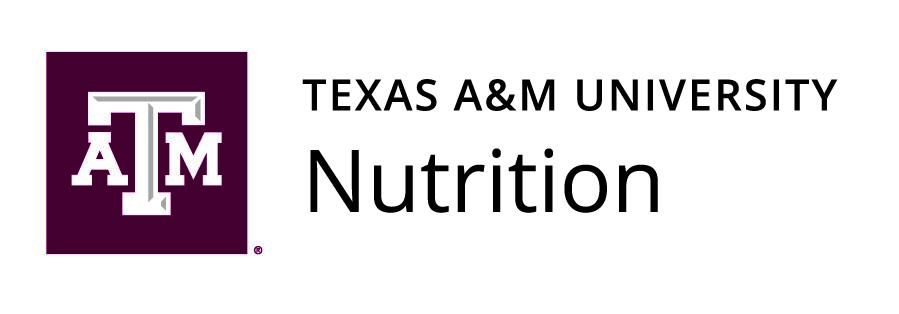 ATM
®
TEXAS A&M UNIVERSITY
Nutrition